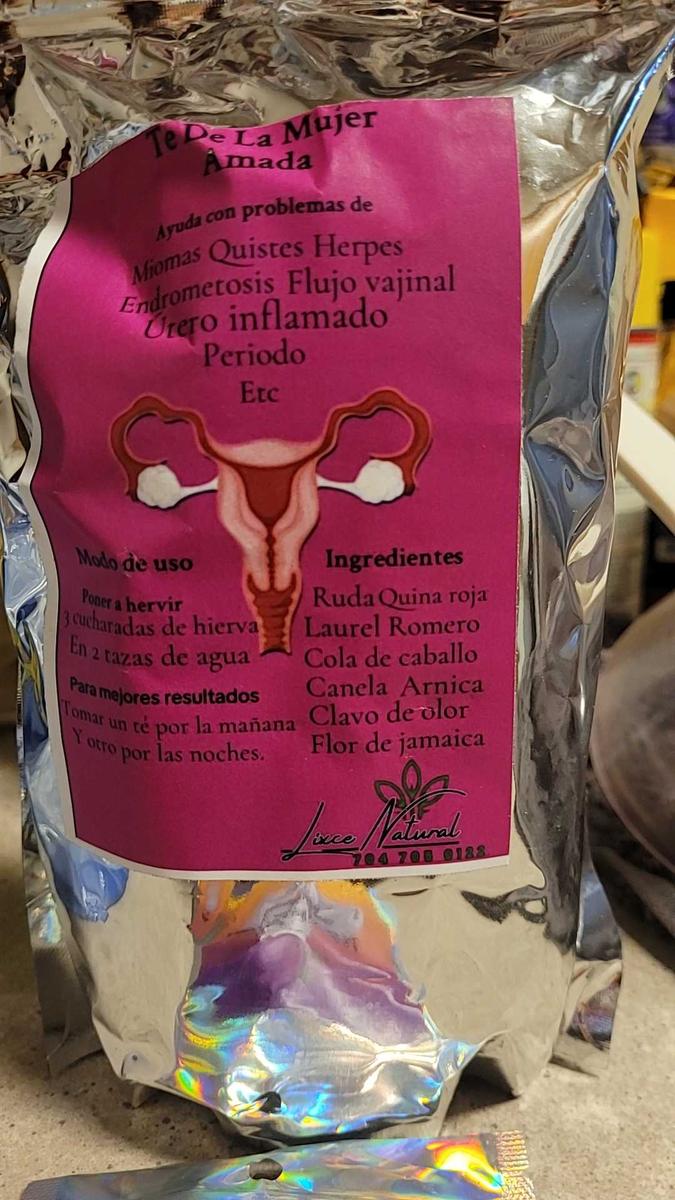 Te De La Mujer
Amada
Ayuda con problemas de
Miomas Quistes Herpes
Endrometosis Flujo vajinal
Útero inflamado
Periodo
Etc
Modo de uso
Poner a hervir
3 cucharadas de hierva
En 2 tazas de agua
Para mejores resultados
Tomar un té por la mañana
Y otro por las noches.
Ingredientes
Ruda Quina roja
Laurel Romero
Cola de caballo
Canela Arnica
Clavo de olor
Flor de jamaica
Lixce Natural
704 706 0122